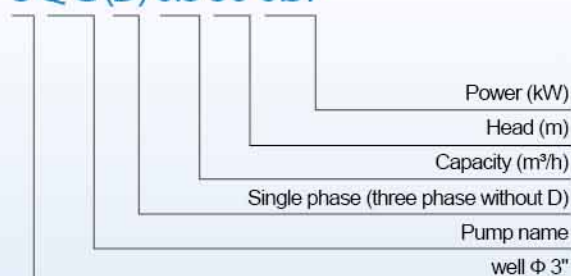 Power (kW)
Head (m)
Capacity (m³/h)
Single phase (three phase without D)
Pump name
well Φ 3"